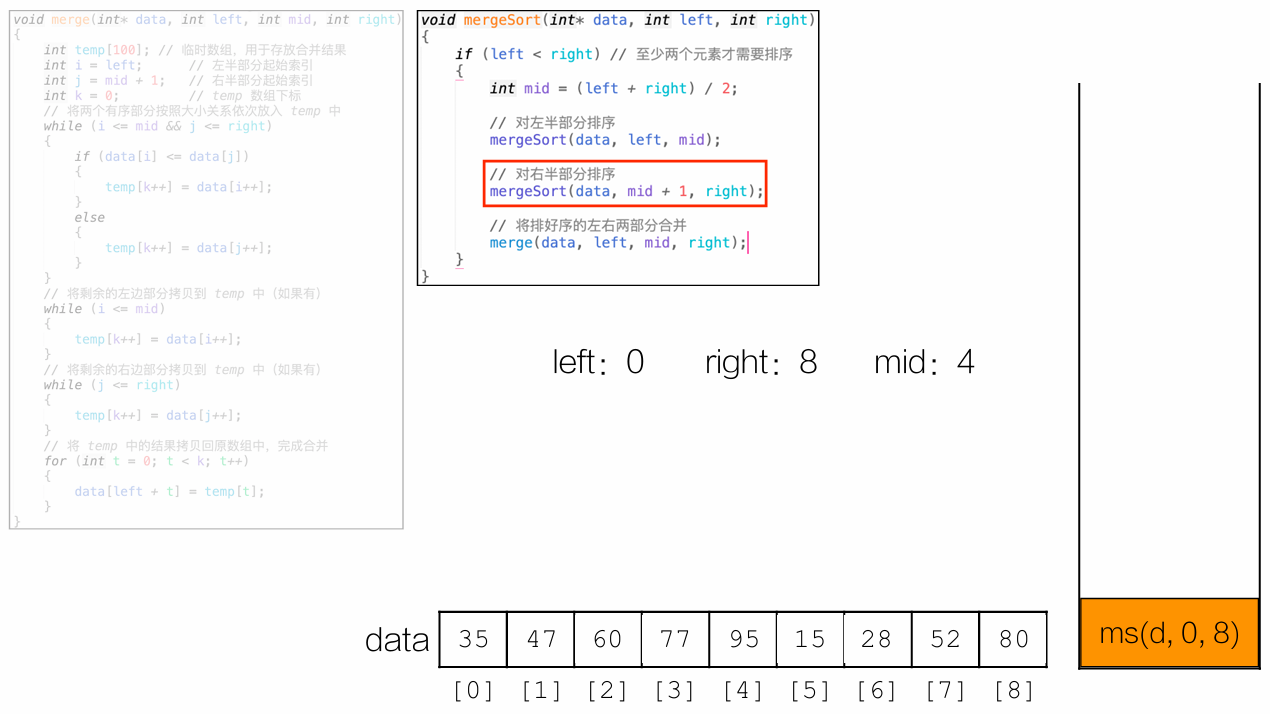 void merge(int* data, int left, int mid, int right)
{
int temp[100]; // 临时数组，用于存放合并结果
int i = left; // 左半部分起始索引
int j = mid + 1; // 右半部分起始索引
int k = 0; // temp 数组下标
// 将两个有序部分按照大小关系依次放入 temp 中
while (i <= mid && j <= right)
{
if (data[i] <= data[j])
{
temp[k++] = data[i++];
}
else
{
temp[k++] = data[j++];
}
}
// 将剩余的左边部分拷贝到 temp 中（如果有）
while (i <= mid)
{
temp[k++] = data[i++];
}
// 将剩余的右边部分拷贝到 temp 中（如果有）
while (j <= right)
{
temp[k++] = data[j++];
}
// 将 temp 中的结果拷贝回原数组中，完成合并
for (int t = 0; t < k; t++)
{
data[left + t] = temp[t];
}
}
void mergeSort(int* data, int left, int right)
{
if (left < right) // 至少两个元素才需要排序
{
int mid = (left + right) / 2;
// 对左半部分排序
mergeSort(data, left, mid);
// 对右半部分排序
mergeSort(data, mid + 1, right);
// 将排好序的左右两部分合并
merge(data, left, mid, right);
}
}
left：0 right：8 mid：4
data 35 47 60 77 95 15 28 52 80
[0] [1] [2] [3] [4] [5] [6] [7] [8]
ms(d, 0, 8)